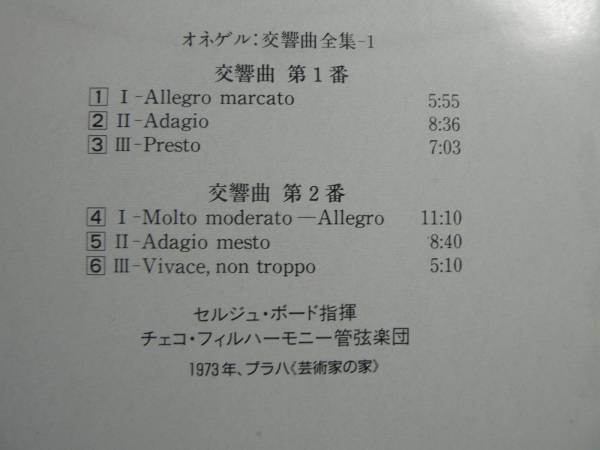 オネゲル:交響曲全集-1
交響曲 第1番
1 I-Allegro marcato 5:55
2 II-Adagio 8:36
3 III-Presto 7:03
交響曲 第2番
4 I-Molto moderato—Allegro 11:10
5 II-Adagio mesto 8:40
6 III-Vivace, non troppo 5:10
セルジュ・ボード指揮
チェコ・フィルハーモニー管弦楽団
1973年、プラハ《芸術家の家》